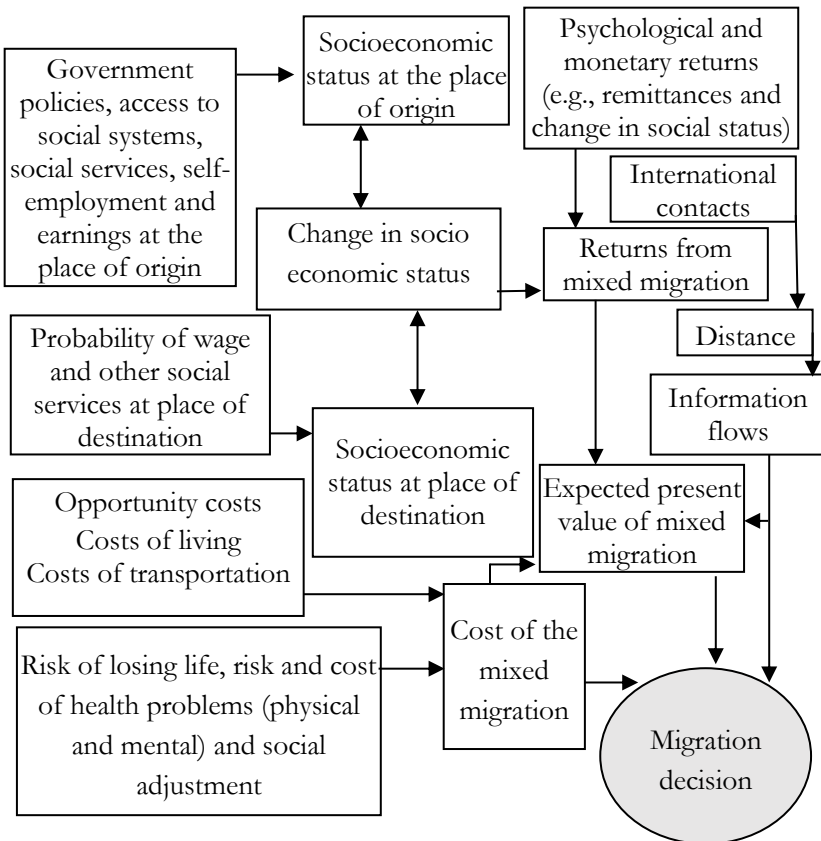 Government
policies, access to
social systems,
social services, self-
employment and
earnings at the
place of origin
Socioeconomic
status at the place
of origin
Psychological and
monetary returns
(e.g., remittances and
change in social status)
International
contacts
Change in socio
economic status
Returns from
mixed migration
Distance
Probability of wage
and other social
services at place of
destination
Information
flows
Socioeconomic
status at place of
destination
Expected present
value of mixed
migration
Opportunity costs
Costs of living
Costs of transportation
Cost of the
mixed
migration
Risk of losing life, risk and cost
of health problems (physical
and mental) and social
adjustment
Migration
decision